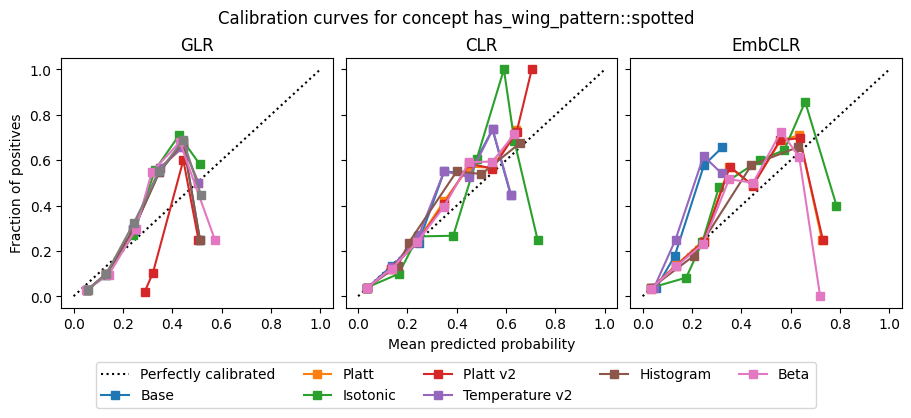 Calibration curves for concept has_wing_pattern::spotted
GLR
CLR
EmbCLR
Fraction of positives
1.0
0.8
0.6
0.4
0.2
0.0
0.0 0.2 0.4 0.6 0.8 1.0
0.0 0.2 0.4 0.6 0.8 1.0
0.0 0.2 0.4 0.6 0.8 1.0
Mean predicted probability
Perfectly calibrated
Base
Platt
Isotonic
Platt v2
Temperature v2
Histogram
Beta